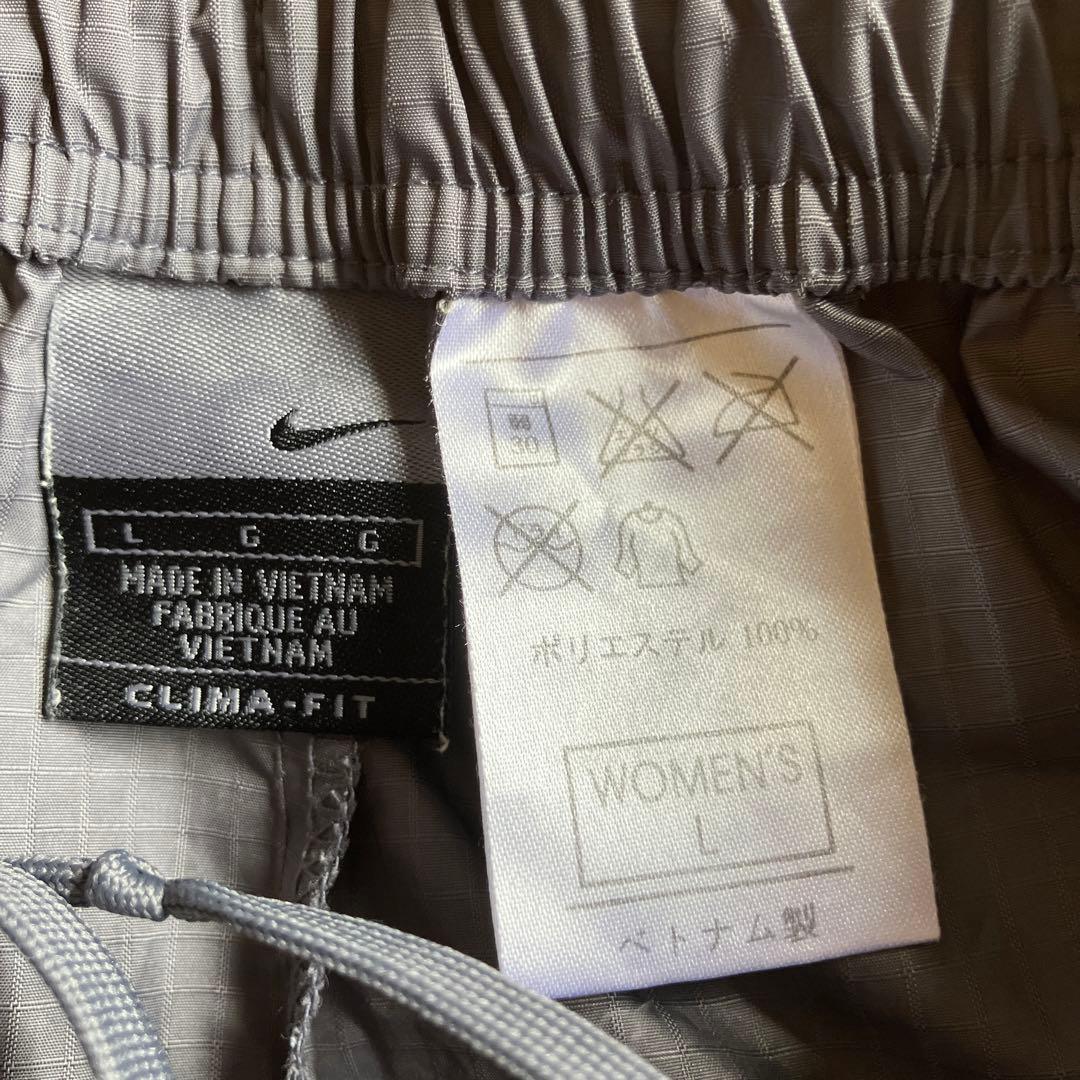 L G G
MADE IN VIETNAM
FABRIQUE AU
VIETNAM
CLIMA-FIT
30
ポリエステル 100%
WOMEN'S
L
ベトナム製